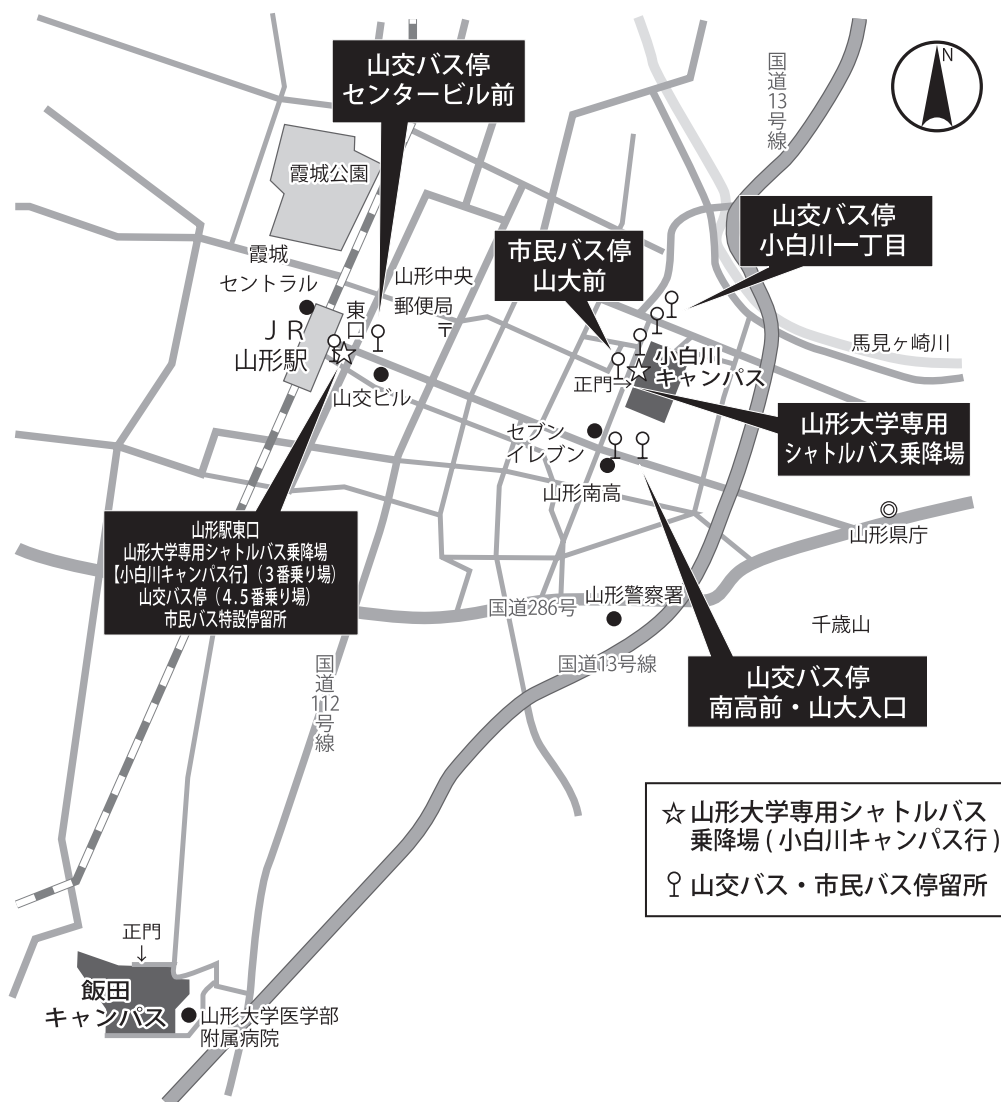 山交バス停
センタービル前
国道13号線
N
霞城公園
山交バス停
小白川一丁目
市民バス停
山大前
霞城
セントラル
山形中央
郵便局
〒
東口
JR
山形駅
馬見ヶ崎川
小白川
キャンパス
正門→
山交ビル
山形大学専用
シャトルバス乗降場
セブン
イレブン
山形南高
山形県庁
山形駅東口
山形大学専用シャトルバス乗降場
【小白川キャンパス行】(3番乗り場)
山交バス停(4.5番乗り場)
市民バス特設停留所
国道286号
山形警察署
千歳山
国道13号線
国道112号線
山交バス停
南高前・山大入口
☆山形大学専用シャトルバス
乗降場(小白川キャンパス行)
山交バス・市民バス停留所
正門
↓
飯田
キャンパス
山形大学医学部
附属病院